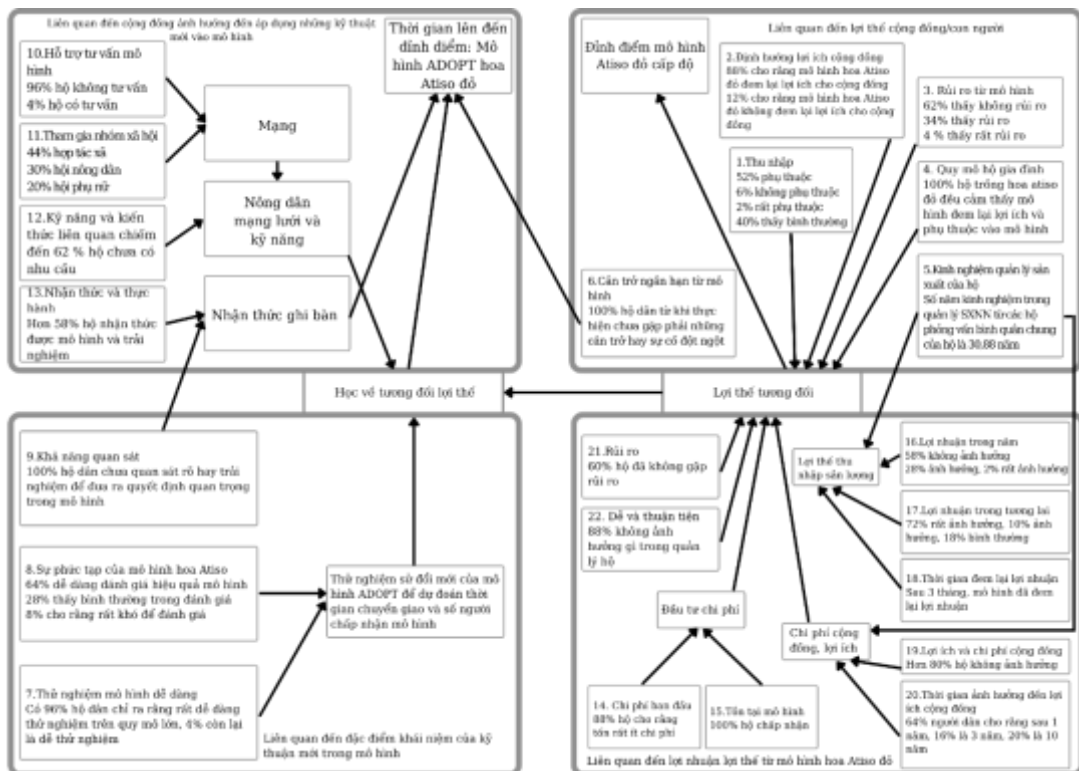 Liên quan đến cộng đồng ảnh hưởng đến áp dụng những kỹ thuật
mới vào mô hình
10.Hỗ trợ tư vấn mô
hình
96% hộ không tư vấn
4% hộ có tư vấn
11.Tham gia nhóm xã hội
44% hợp tác xã
30% hội nông dân
20% hội phụ nữ
12.Kỹ năng và kiến
thức liên quan chiếm
đến 62 % hộ chưa có
nhu cầu
13.Nhận thức và thực
hành
Hơn 58% hộ nhận thức
được mô hình và trải
nghiệm
Mạng
Nông dân
mạng lưới và
kỹ năng
Nhận thức ghi bàn
Thời gian lên đến
đỉnh điểm: Mô
hình ADOPT hoa
Atiso đỏ
Liên quan đến lợi thế cộng đồng/con người
Đỉnh điểm mô hình
Atiso đỏ cấp độ
2.Định hướng lợi ích cộng đồng
88% cho rằng mô hình hoa Atiso
đỏ đem lại lợi ích cho cộng đồng
12% cho rằng mô hình hoa Atiso
đỏ không đem lại lợi ích cho cộng
đồng
3. Rủi ro từ mô hình
62% thấy không rủi ro
34% thấy rủi ro
4 % thấy rất rủi ro
1.Thu nhập
52% phụ thuộc
6% không phụ thuộc
2% rất phụ thuộc
40% thấy bình thường
4. Quy mô hộ gia đình
100% hộ trồng hoa atiso
đỏ đều cảm thấy mô
hình đem lại lợi ích và
phụ thuộc vào mô hình
5.Kinh nghiệm quản lý sản
xuất của hộ
Số năm kinh nghiệm trong
quản lý SXNN từ các hộ
phỏng vấn bình quân chung
của hộ là 30,88 năm
6.Cản trở ngắn hạn từ mô
hình
100% hộ dân từ khi thực
hiện chưa gặp phải những
cản trở hay sự cố đột ngột
Học về tương đối lợi thế
Lợi thế tương đối
9.Khả năng quan sát
100% hộ dân chưa quan sát rõ hay trải
nghiệm để đưa ra quyết định quan trọng
trong mô hình
8.Sự phức tạp của mô hình hoa Atiso
64% dễ dàng đánh giá hiệu quả mô hình
28% thấy bình thường trong đánh giá
8% cho rằng rất khó để đánh giá
7.Thử nghiệm mô hình dễ dàng
Có 96% hộ dân chỉ ra rằng rất dễ dàng
thử nghiệm trên quy mô lớn, 4% còn lại
là dễ thử nghiệm
Thử nghiệm sử đổi mới của mô
hình ADOPT để dự đoán thời
gian chuyển giao và số người
chấp nhận mô hình
Liên quan đến đặc điểm khái niệm của kỹ
thuận mới trong mô hình
21.Rủi ro
60% hộ đã không gặp
rủi ro
22. Dễ và thuận tiện
88% không ảnh
hưởng gì trong quản
lý hộ
Lợi thế thu
nhập sản lượng
16.Lợi nhuận trong năm
58% không ảnh hưởng
28% ảnh hưởng, 2% rất ảnh hưởng
17.Lợi nhuận trong tương lai
72% rất ảnh hưởng, 10% ảnh
hưởng, 18% bình thường
18.Thời gian đem lại lợi nhuận
Sau 3 tháng, mô hình đã đem
lại lợi nhuận
Đầu tư chi phí
Chi phí cộng
đồng, lợi ích
19.Lợi ích và chi phí cộng đồng
Hơn 80% hộ không ảnh hưởng
14. Chi phí ban đầu
88% hộ cho rằng
tốn rất ít chi phí
15.Tồn tại mô hình
100% hộ chấp nhận
20.Thời gian ảnh hưởng đến lợi
ích cộng đồng
64% người dân cho rằng sau 1
năm, 16% là 3 năm, 20% là 10
năm
Liên quan đến lợi nhuận lợi thế từ mô hình hoa Atiso đỏ